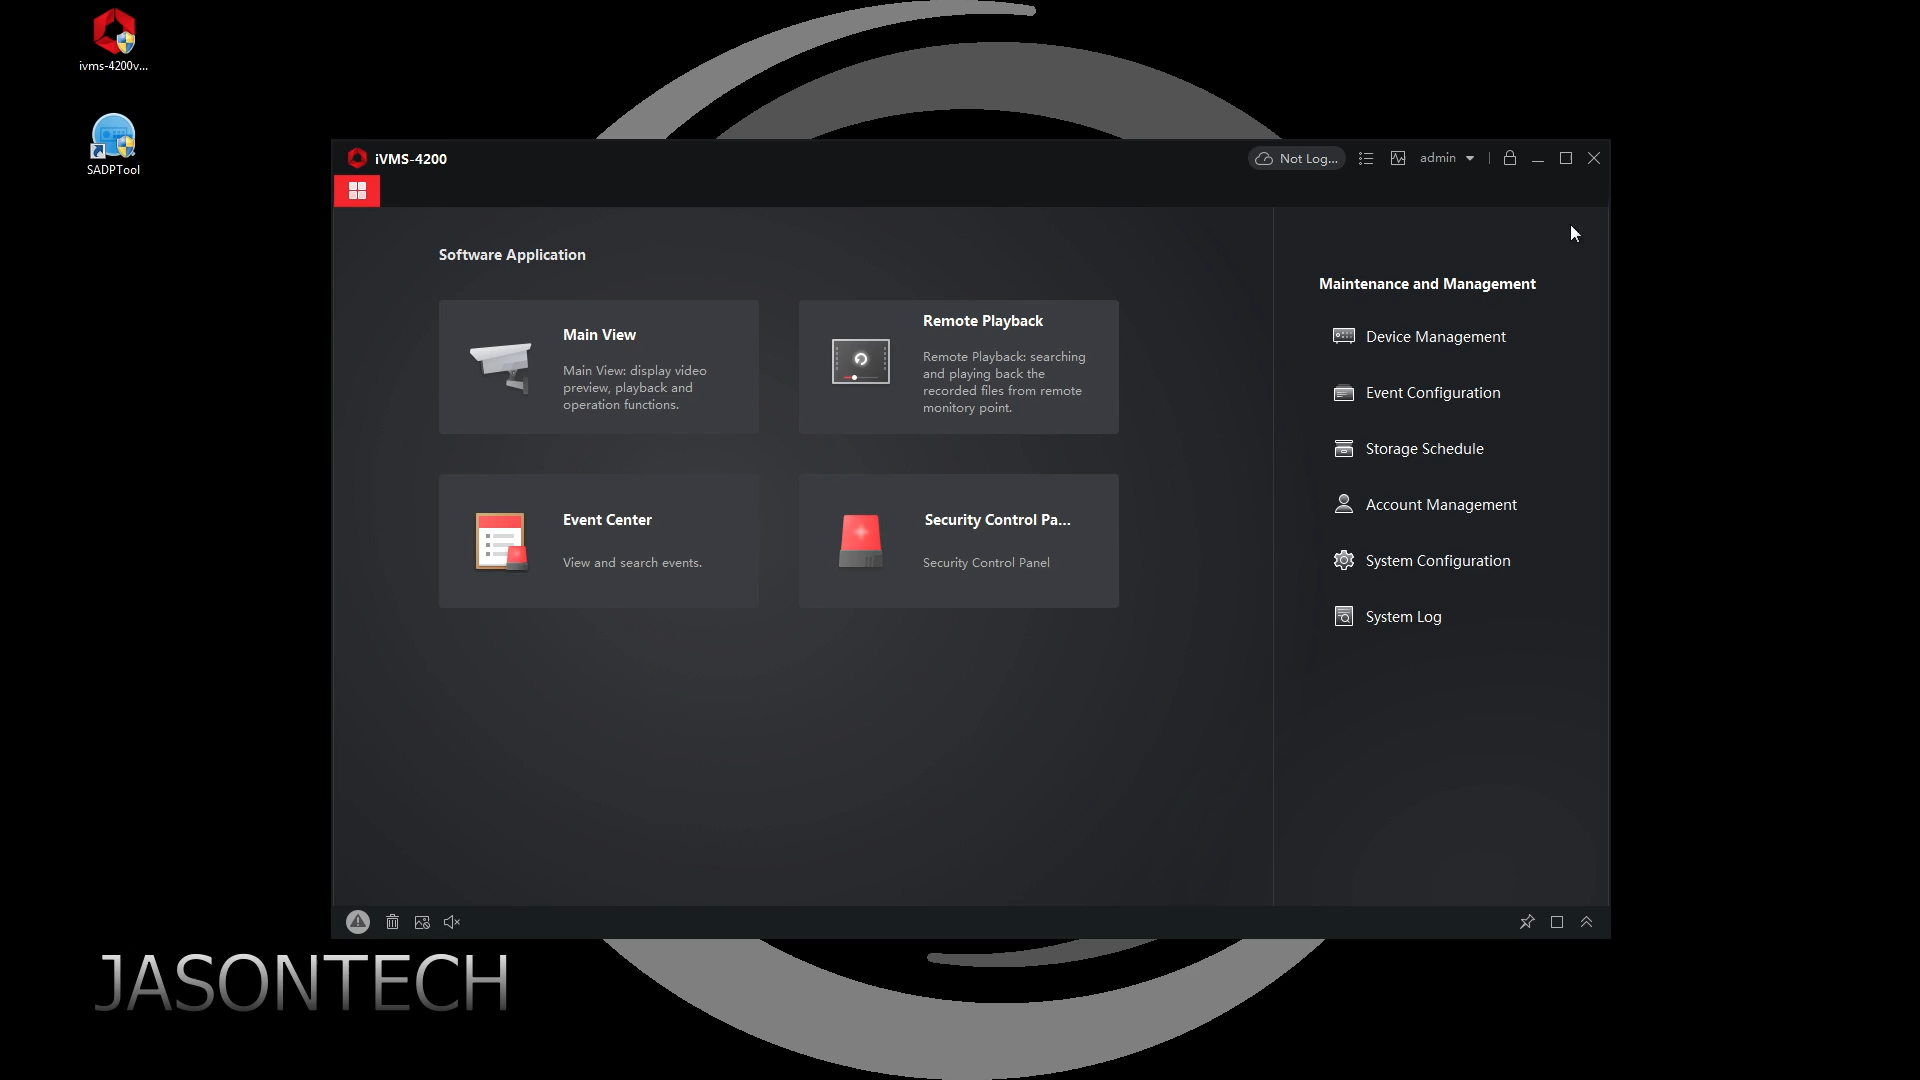 ivms-4200v...
SADPTool
iVMS-4200
Not Log...
admin
Software Application
Main View
Main View: display video
preview, playback and
operation functions.
Remote Playback
Remote Playback: searching
and playing back the
recorded files from remote
monitory point.
Event Center
View and search events.
Security Control Pa...
Security Control Panel
Maintenance and Management
Device Management
Event Configuration
Storage Schedule
Account Management
System Configuration
System Log
JASONTECH